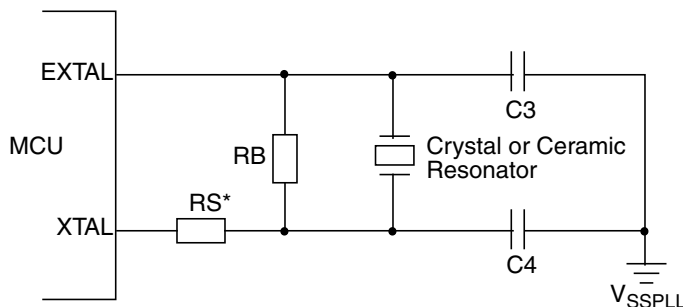 EXTAL
C3
MCU
RB
Crystal or Ceramic
Resonator
RS*
XTAL
C4
VSSPLL